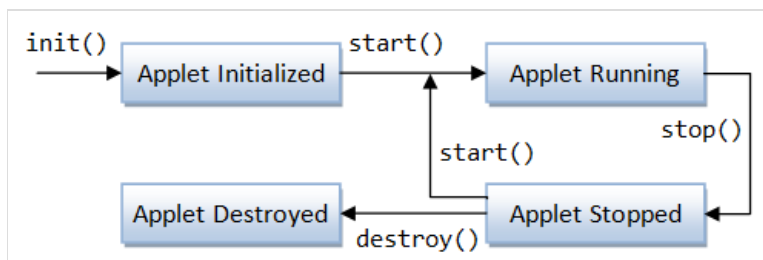 init()
start()
Applet Initialized
Applet Running
stop()
start()
Applet Destroyed
Applet Stopped
destroy()